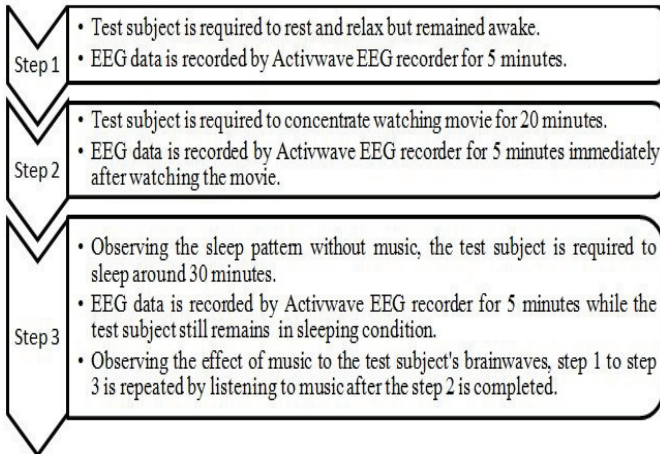 Step 1
• Test subject is required to rest and relax but remained awake.
• EEG data is recorded by Activwave EEG recorder for 5 minutes.
Step 2
• Test subject is required to concentrate watching movie for 20 minutes.
• EEG data is recorded by Activwave EEG recorder for 5 minutes immediately
after watching the movie.
Step 3
• Observing the sleep pattern without music, the test subject is required to
sleep around 30 minutes.
• EEG data is recorded by Activwave EEG recorder for 5 minutes while the
test subject still remains in sleeping condition.
• Observing the effect of music to the test subject's brainwaves, step 1 to step
3 is repeated by listening to music after the step 2 is completed.